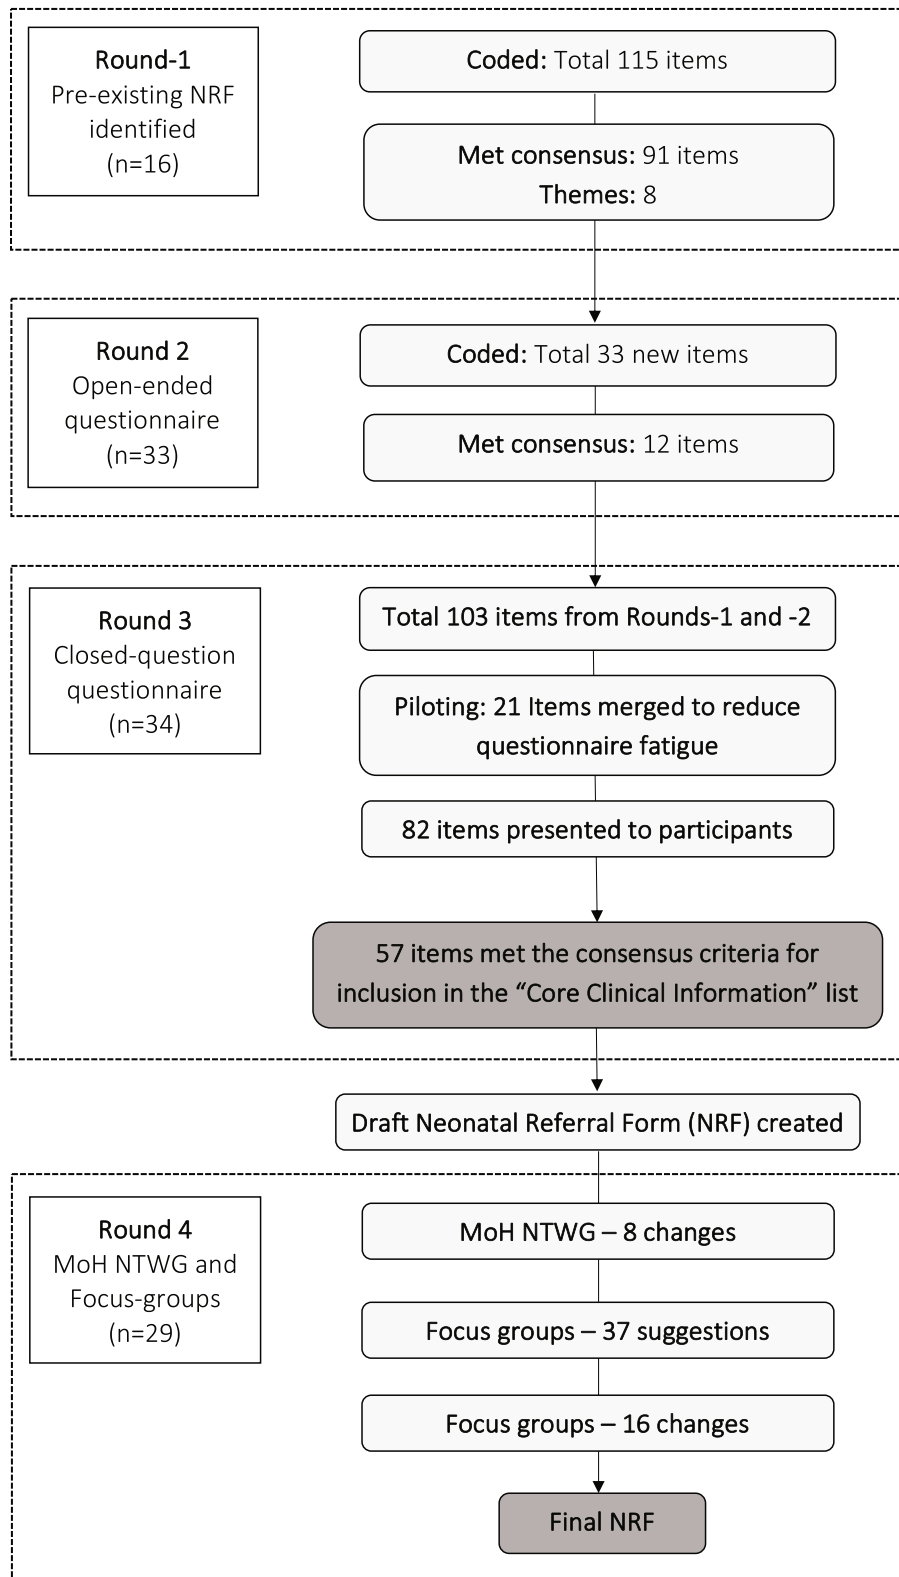 Round-1
Pre-existing NRF
identified
(n=16)
Coded: Total 115 items
Met consensus: 91 items
Themes: 8
Round 2
Open-ended
questionnaire
(n=33)
Coded: Total 33 new items
Met consensus: 12 items
Round 3
Closed-question
questionnaire
(n=34)
Total 103 items from Rounds-1 and -2
Piloting: 21 Items merged to reduce
questionnaire fatigue
82 items presented to participants
57 items met the consensus criteria for
inclusion in the “Core Clinical Information” list
Draft Neonatal Referral Form (NRF) created
Round 4
MoH NTWG and
Focus-groups
(n=29)
MoH NTWG – 8 changes
Focus groups – 37 suggestions
Focus groups – 16 changes
Final NRF